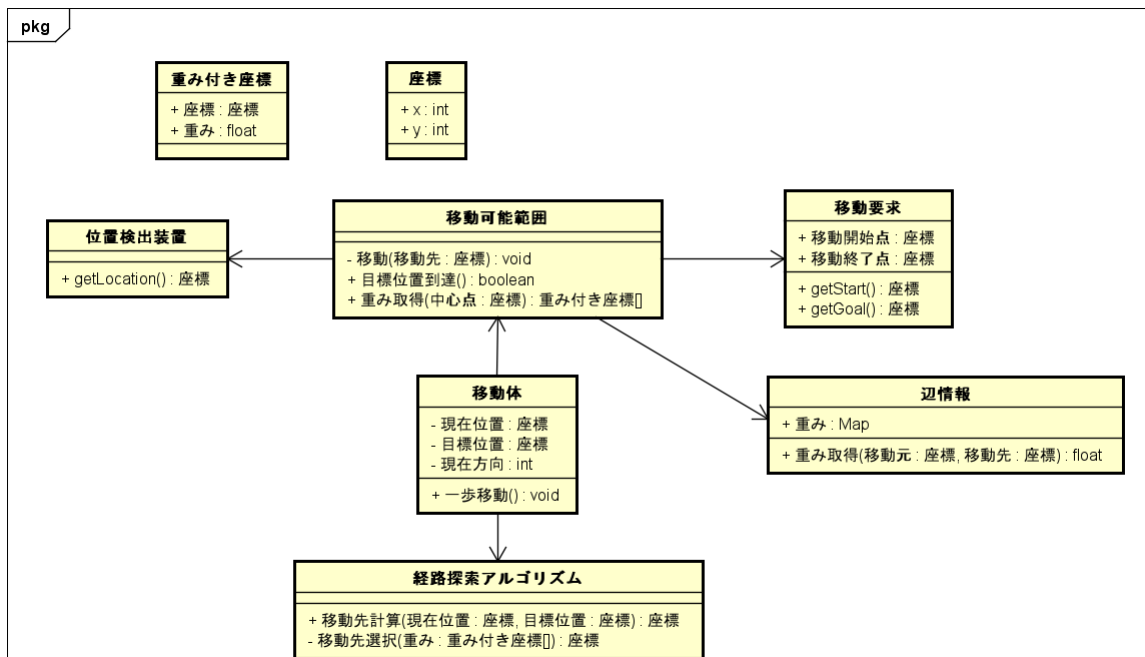 pkg
重み付き座標
+ 座標 : 座標
+ 重み : float
座標
+ x : int
+ y : int
位置検出装置
+ getLocation() : 座標
移動可能範囲
- 移動(移動先 : 座標) : void
+ 目標位置到達() : boolean
+ 重み取得(中心点 : 座標) : 重み付き座標[]
移動要求
+ 移動開始点 : 座標
+ 移動終了点 : 座標
+ getStart() : 座標
+ getGoal() : 座標
移動体
- 現在位置 : 座標
- 目標位置 : 座標
- 現在方向 : int
+ 一歩移動() : void
辺情報
+ 重み : Map
+ 重み取得(移動元 : 座標, 移動先 : 座標) : float
経路探索アルゴリズム
+ 移動先計算(現在位置 : 座標, 目標位置 : 座標) : 座標
- 移動先選択(重み : 重み付き座標[]) : 座標